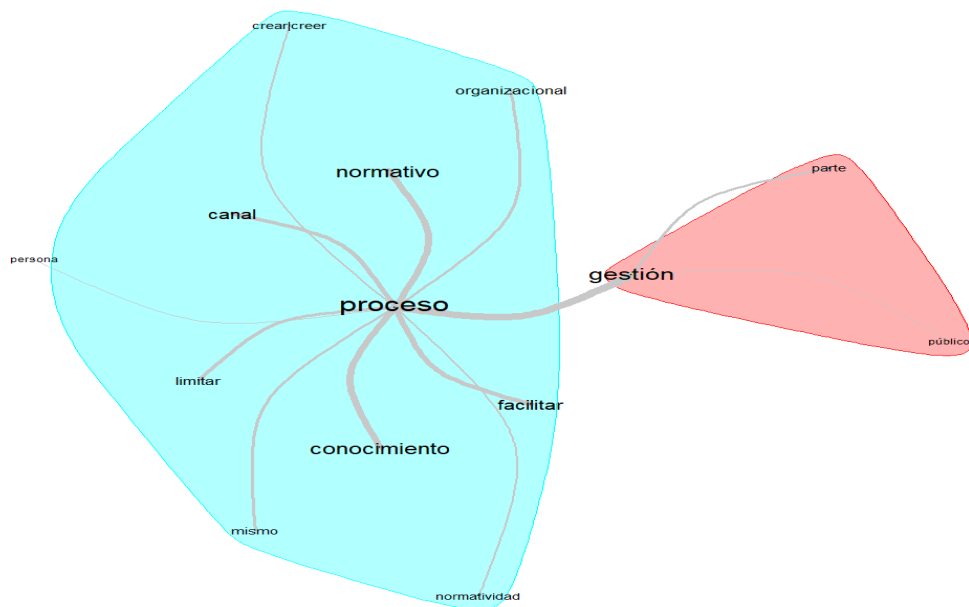 crear|creer
organizacional
parte
normativo
canal
persona
gestión
proceso
público
limitar
facilitar
conocimiento
mismo
normatividad